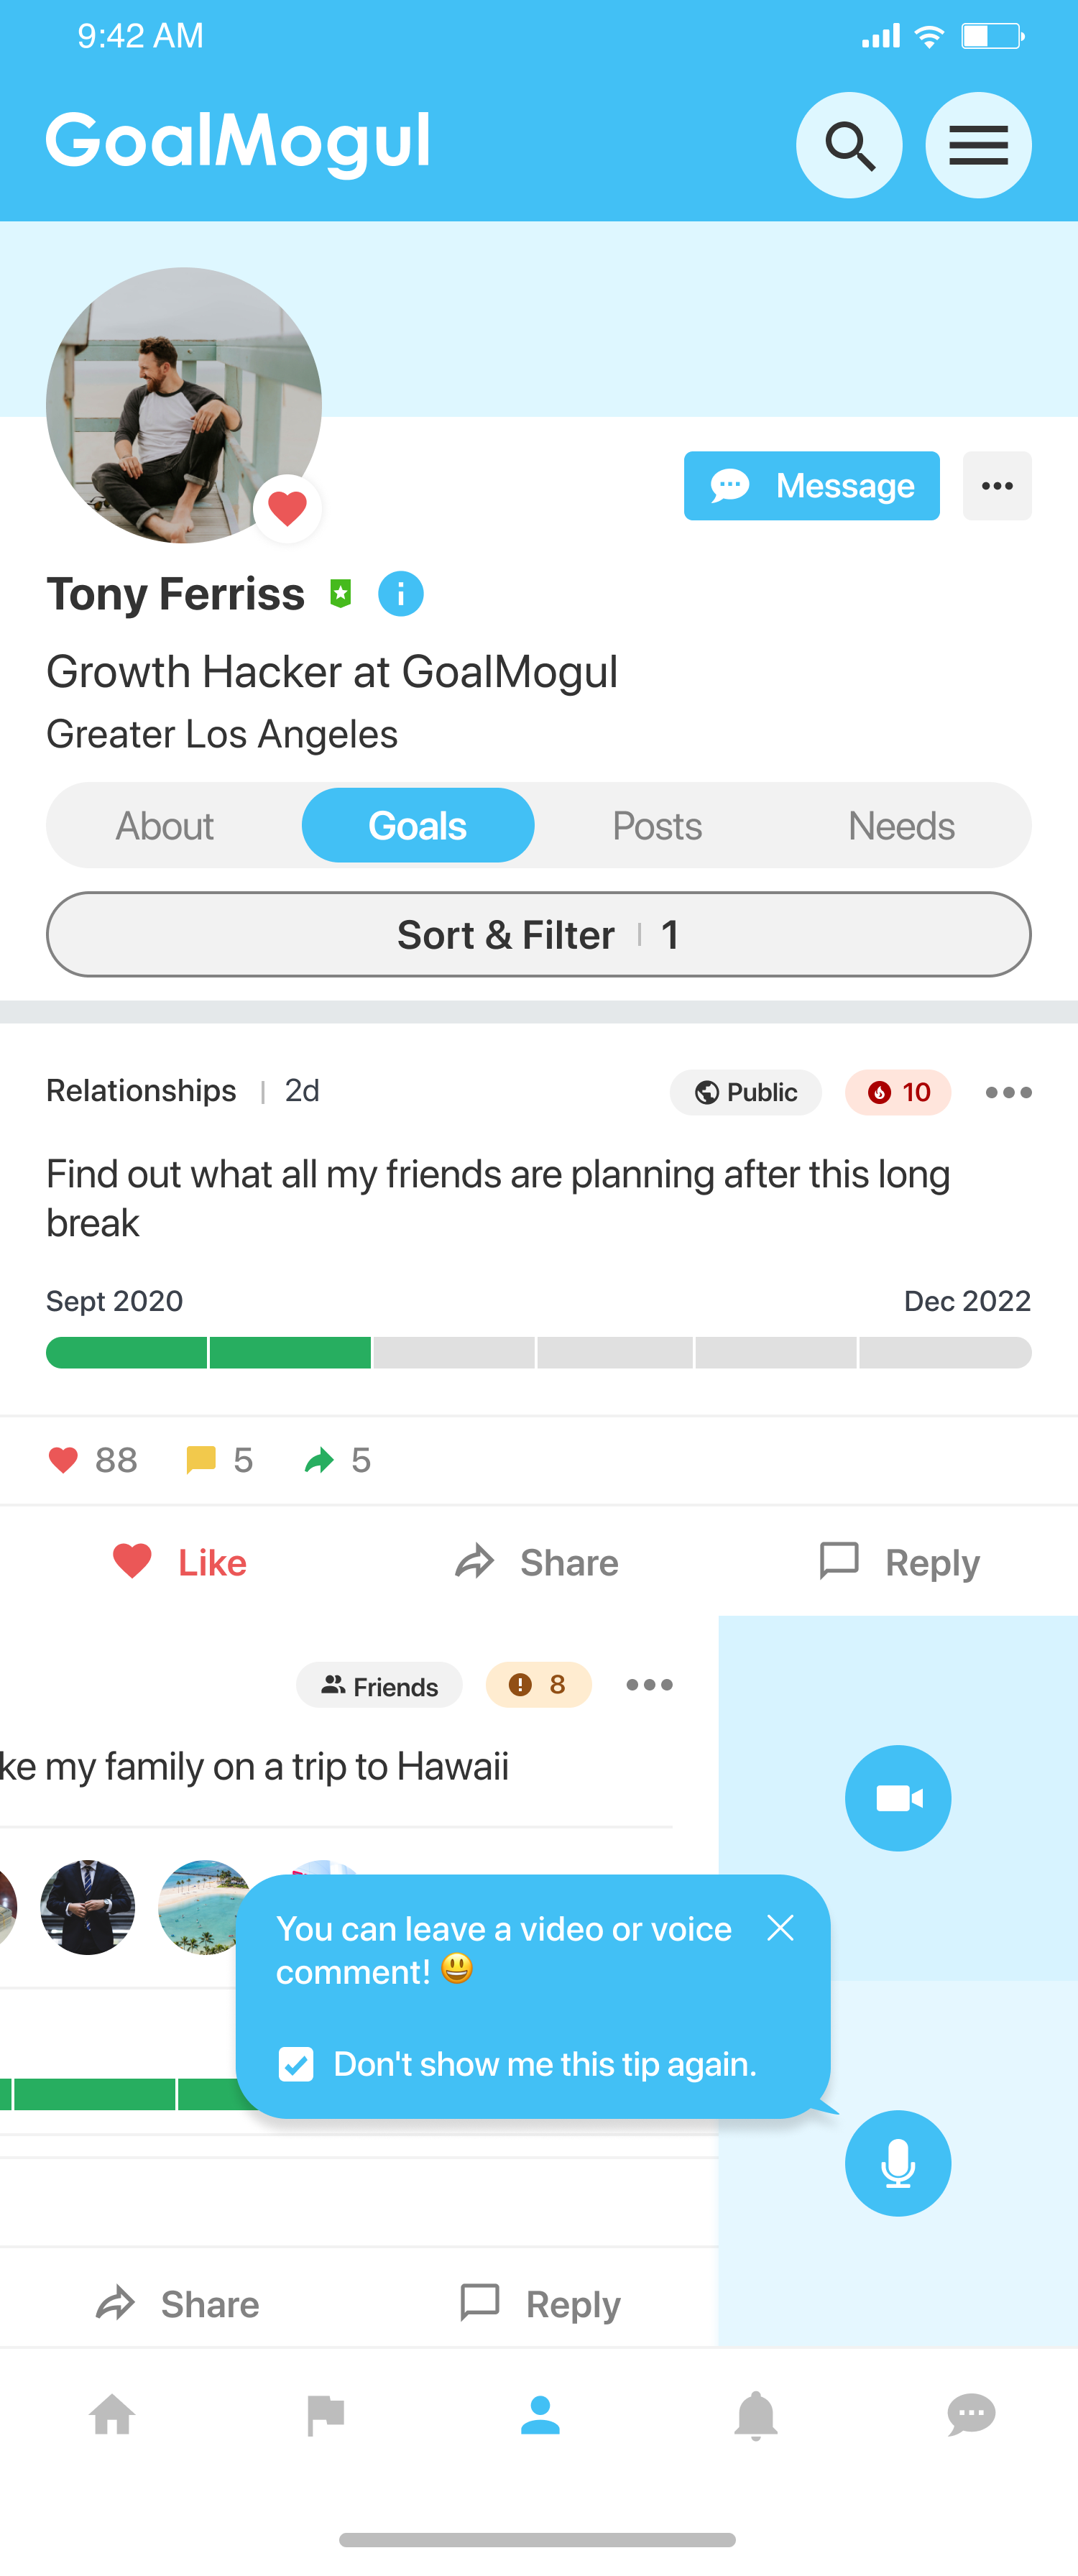 9:42 AM
GoalMogul
Message
Tony Ferriss
Growth Hacker at GoalMogul
Greater Los Angeles
About Goals Posts Needs
Sort & Filter | 1
Relationships | 2d Public 10
Find out what all my friends are planning after this long
break
Sept 2020 Dec 2022
88 5 5
Like Share Reply
Friends 8
ke my family on a trip to Hawaii
You can leave a video or voice
comment! 😃
Don't show me this tip again.
Share Reply